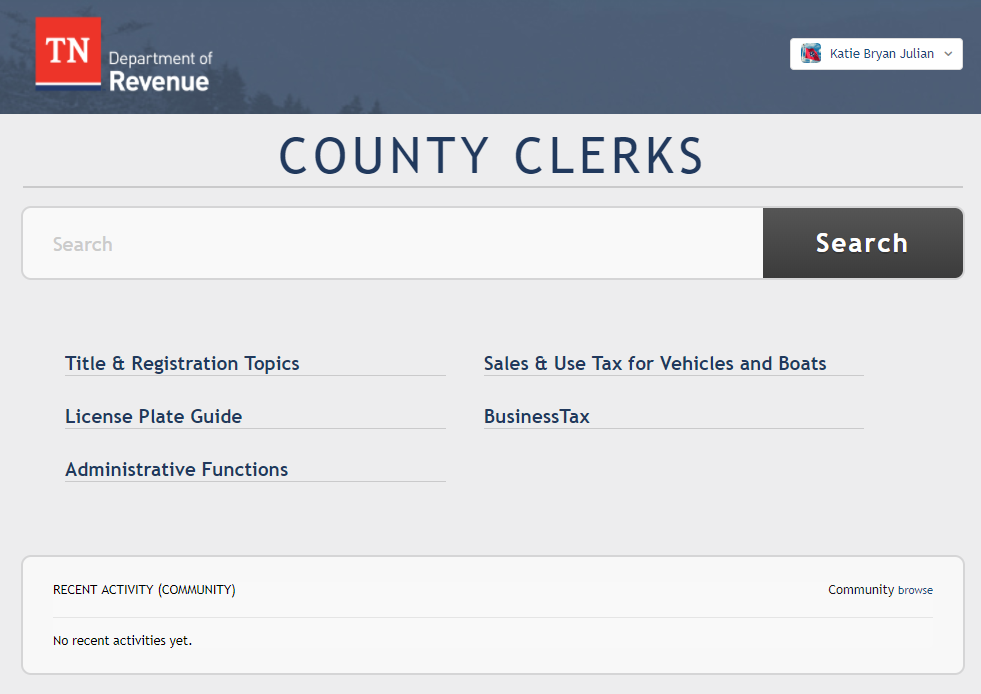 TN
Department of
Revenue
Katie Bryan Julian
COUNTY CLERKS
Search
Search
Title & Registration Topics
Sales & Use Tax for Vehicles and Boats
License Plate Guide
BusinessTax
Administrative Functions
RECENT ACTIVITY (COMMUNITY)
Community browse
No recent activities yet.